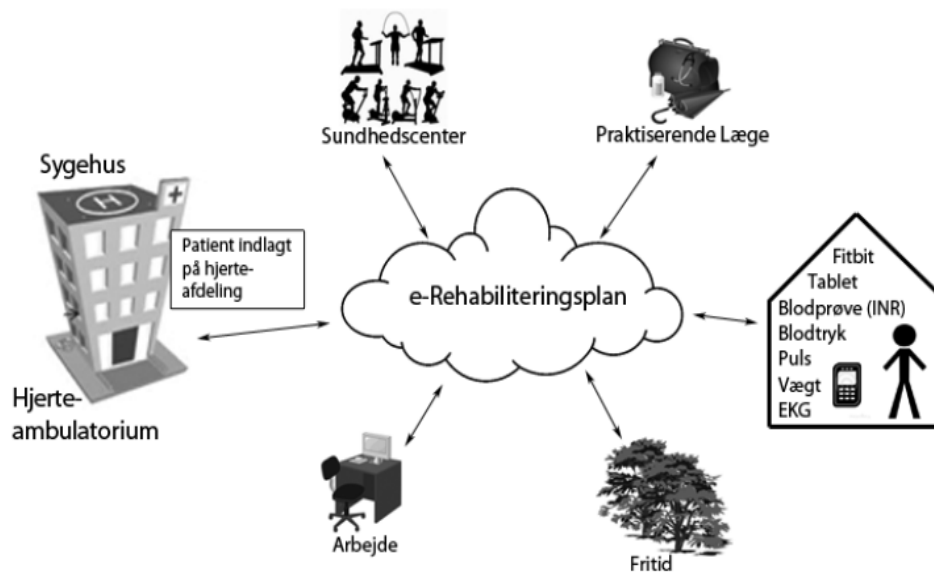 Sundhedscenter
Praktiserende Læge
Sygehus
H
Patient indlagt
på hjerte-
afdeling
Hjerte-
ambulatorium
e-Rehabiliteringsplan
Fitbit
Tablet
Blodprøve (INR)
Blodtryk
Puls
Vægt
EKG
Arbejde
Fritid